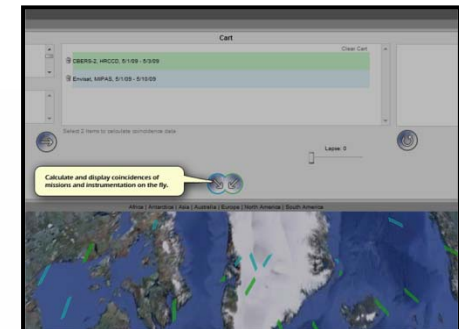 Cart
Clear Cart
CBERS-2, HRCCD, 5/1/09 - 5/3/09
Envisat, MIPAS, 5/1/09 - 5/10/09
Select 2 items to calculate coincidence data
Lapse: 0
Calculate and display coincidences of
missions and instrumentation on the fly.
Africa | Antarctica | Asia | Australia | Europe | North America | South America